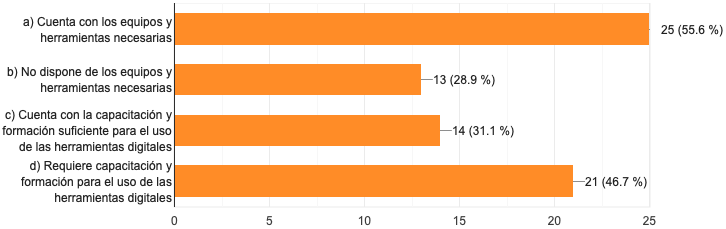 a) Cuenta con los equipos y
herramientas necesarias
25 (55.6 %)
b) No dispone de los equipos y
herramientas necesarias
13 (28.9 %)
c) Cuenta con la capacitación y
formación suficiente para el uso
de las herramientas digitales
14 (31.1 %)
d) Requiere capacitación y
formación para el uso de las
herramientas digitales
21 (46.7 %)
0 5 10 15 20 25